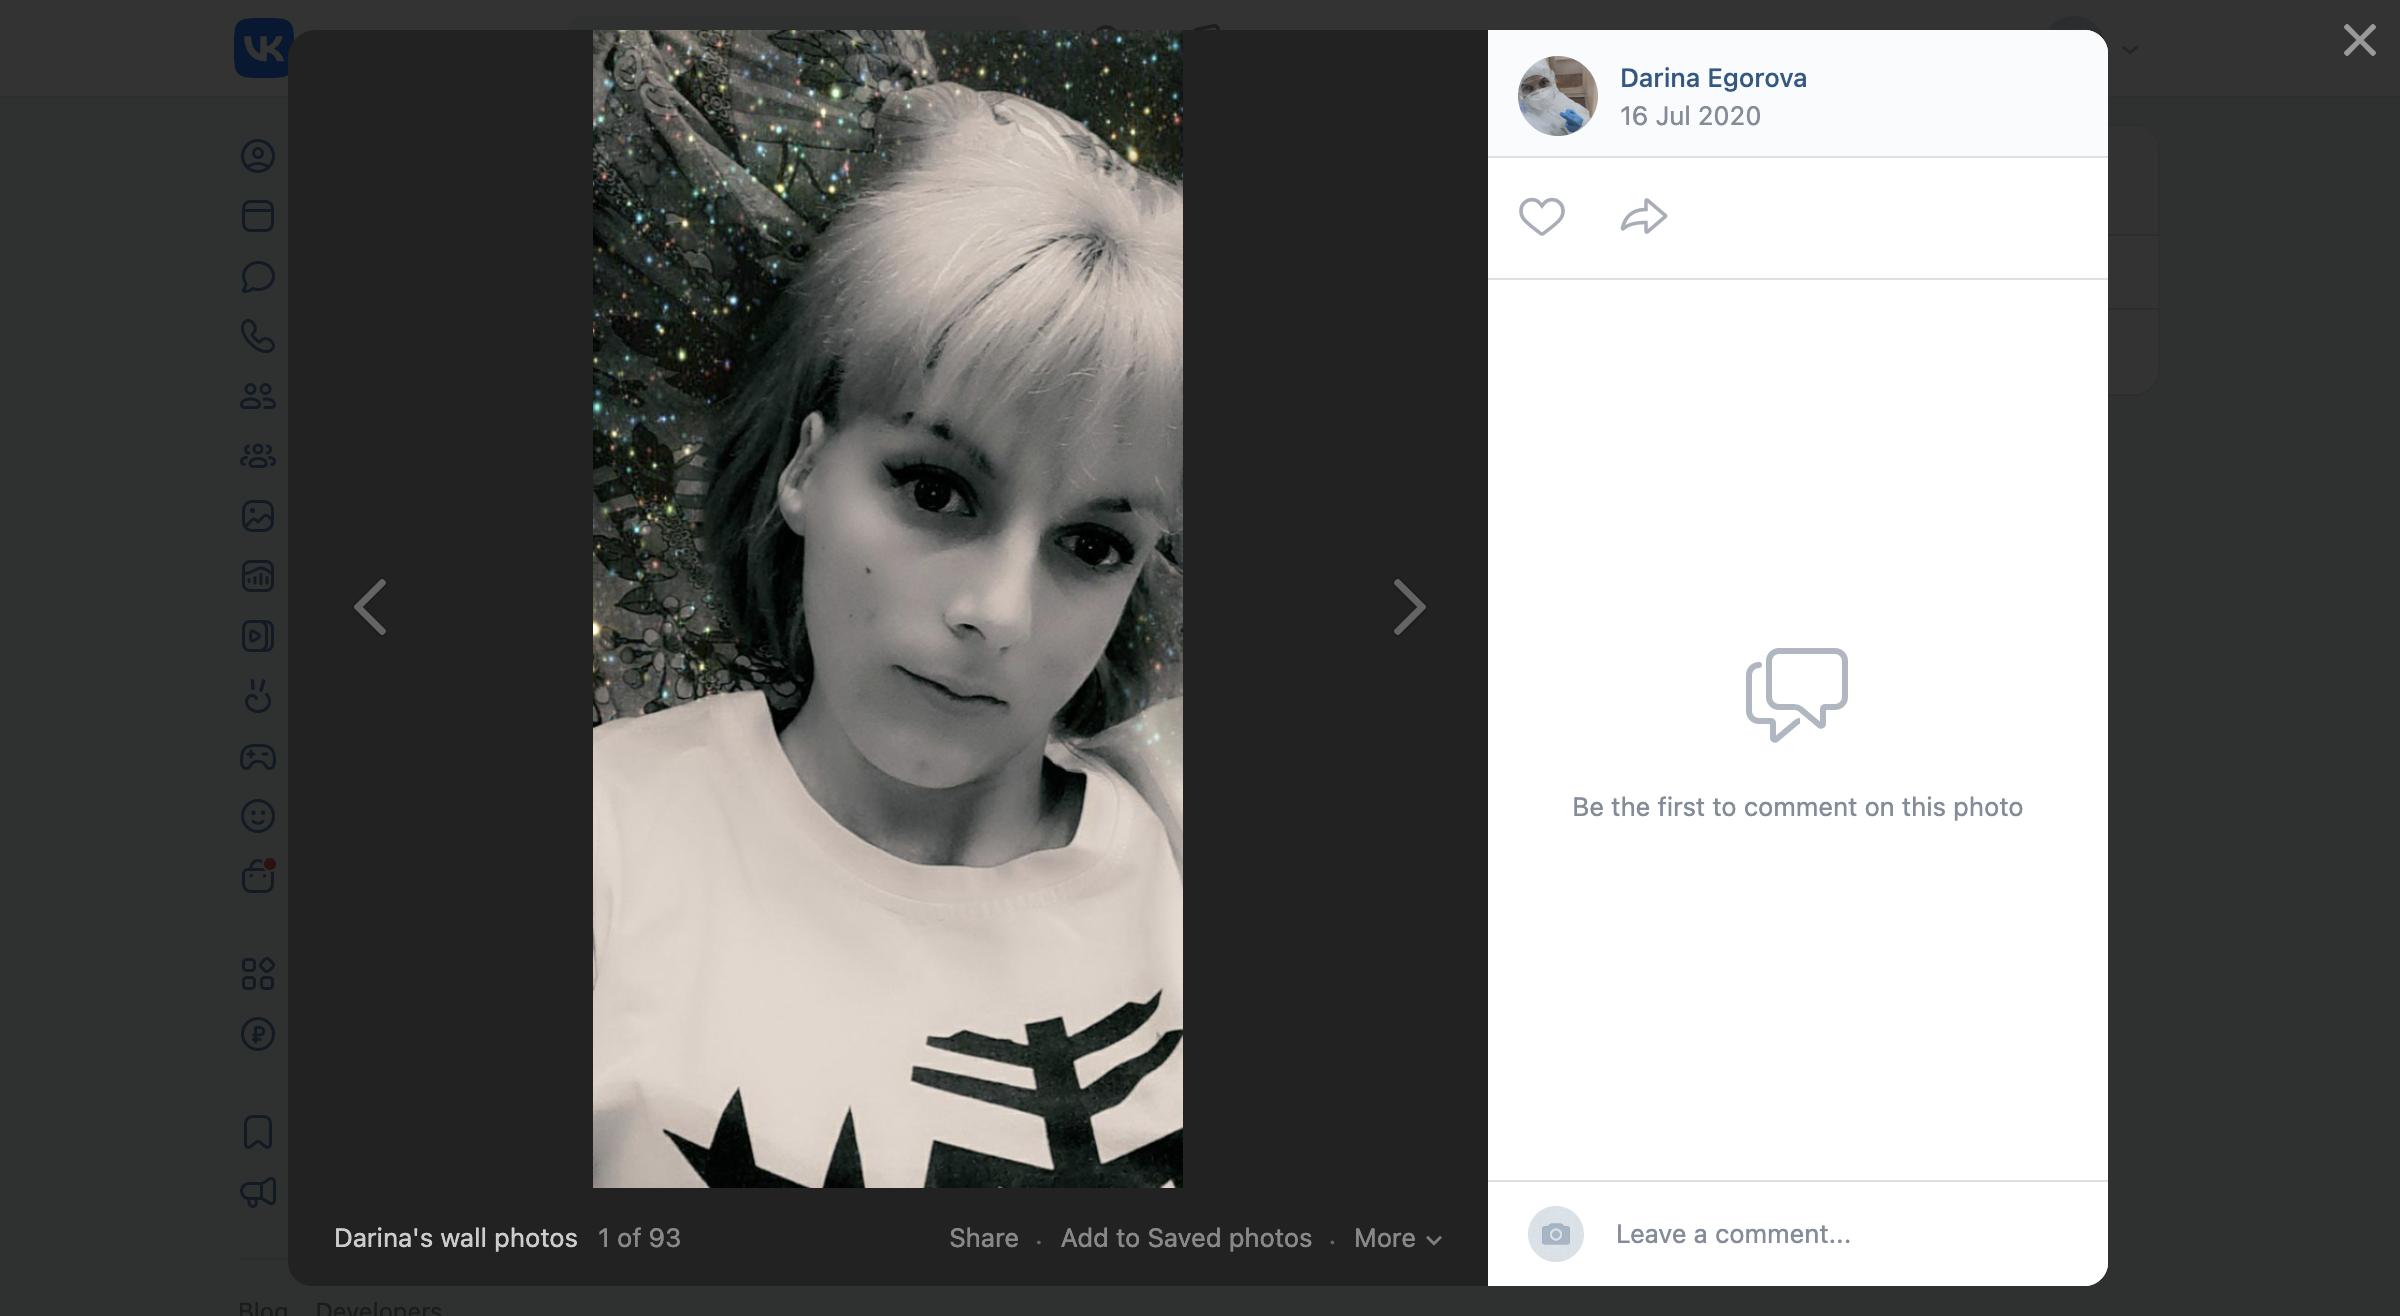 VK
Darina Egorova
16 Jul 2020
Be the first to comment on this photo
Leave a comment...
Darina's wall photos 1 of 93
Share · Add to Saved photos · More
Blog Developers